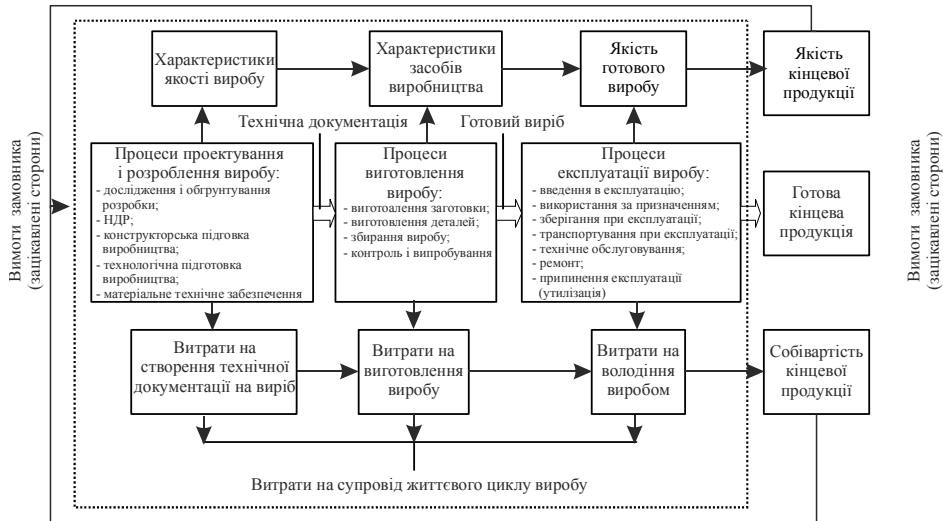 Вимоги замовника
(зацікавлені сторони)
Характеристики
якості виробу
Характеристики
засобів
виробництва
Якість
готового
виробу
Якість
кінцевої
продукції
Технічна документація
Готовий виріб
Процеси проектування
і розроблення виробу:
- дослідження і обгрунтування
розробки;
- НДР;
- конструкторська підговка
виробництва;
- технологічна підготовка
виробництва;
- матеріальне технічне забезпечення
Процеси
виготовлення
виробу:
- виготоалення заготовки;
- виготовлення деталей;
- збирання виробу;
- контроль і випробування
Процеси
експлуатації виробу:
- введення в експлуатацію;
- використання за призначенням;
- зберігання при експлуатації;
- транспортування при експлуатації;
- технічне обслуговування;
- ремонт;
- припинення експлуатації
(утилізація)
Готова
кінцева
продукція
Вимоги замовника
(зацікавлені сторони)
Витрати на
створення технічної
документації на виріб
Витрати на
виготовлення
виробу
Витрати на
володіння
виробом
Собівартість
кінцевої
продукції
Витрати на супровід життєвого циклу виробу